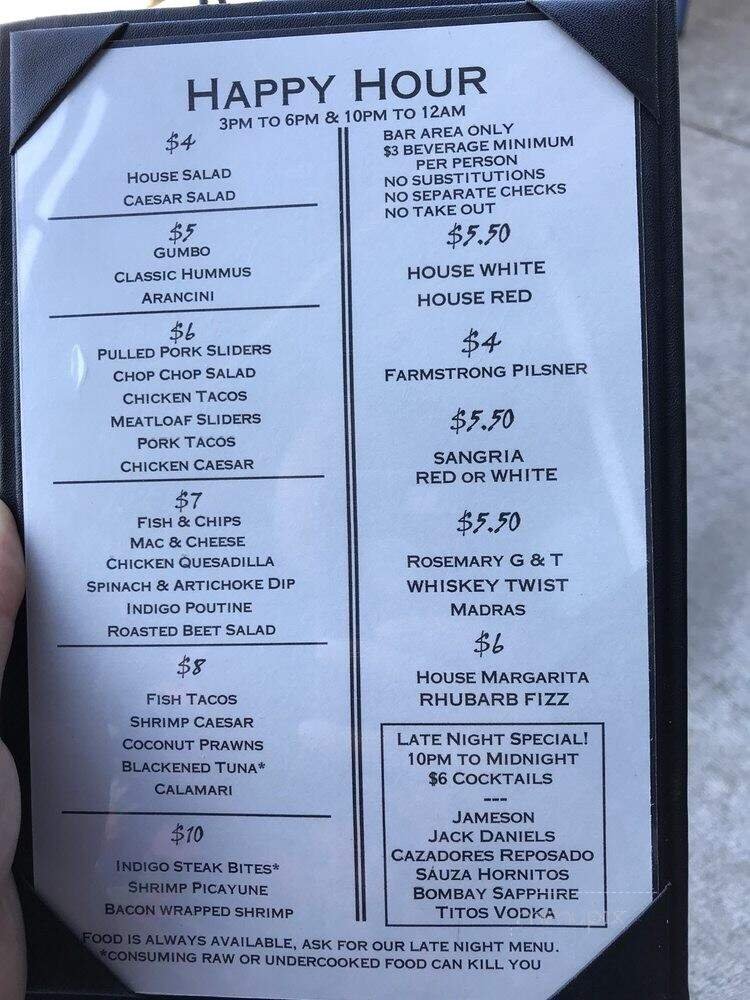 HAPPY HOUR
3PM TO 6PM & 10PM TO 12AM
$4
HOUSE SALAD
CAESAR SALAD
$5
GUMBO
CLASSIC HUMMUS
ARANCINI
$6
PULLED PORK SLIDERS
CHOP CHOP SALAD
CHICKEN TACOS
MEATLOAF SLIDERS
PORK TACOS
CHICKEN CAESAR
$7
FISH & CHIPS
MAC & CHEESE
CHICKEN QUESADILLA
SPINACH & ARTICHOKE DIP
INDIGO POUTINE
ROASTED BEET SALAD
$8
FISH TACOS
SHRIMP CAESAR
COCONUT PRAWNS
BLACKENED TUNA*
CALAMARI
$10
INDIGO STEAK BITES*
SHRIMP PICAYUNE
BACON WRAPPED SHRIMP
BAR AREA ONLY
$3 BEVERAGE MINIMUM
PER PERSON
NO SUBSTITUTIONS
NO SEPARATE CHECKS
NO TAKE OUT
$5.50
HOUSE WHITE
HOUSE RED
$4
FARMSTRONG PILSNER
$5.50
SANGRIA
RED OR WHITE
$5.50
ROSEMARY G & T
WHISKEY TWIST
MADRAS
$6
HOUSE MARGARITA
RHUBARB FIZZ
LATE NIGHT SPECIAL!
10PM TO MIDNIGHT
$6 COCKTAILS
---
JAMESON
JACK DANIELS
CAZADORES REPOSADO
SAUZA HORNITOS
BOMBAY SAPPHIRE
TITOS VODKA
FOOD IS ALWAYS AVAILABLE, ASK FOR OUR LATE NIGHT MENU.
*CONSUMING RAW OR UNDERCOOKED FOOD CAN KILL YOU